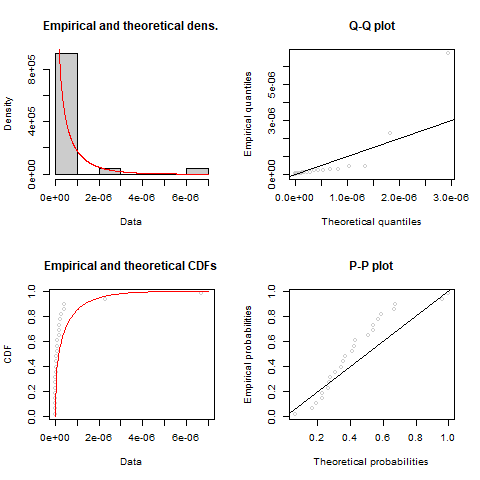 Empirical and theoretical dens.
Density
0e+00 4e+05 8e+05
0e+00 2e-06 4e-06 6e-06
Data
Q-Q plot
Empirical quantiles
0e+00 3e-06 5e-06
0.0e+00 1.0e-06 2.0e-06 3.0e-06
Theoretical quantiles
Empirical and theoretical CDFs
CDF
0.0 0.2 0.4 0.6 0.8 1.0
0e+00 2e-06 4e-06 6e-06
Data
P-P plot
Empirical probabilities
0.0 0.2 0.4 0.6 0.8 1.0
0.2 0.4 0.6 0.8 1.0
Theoretical probabilities